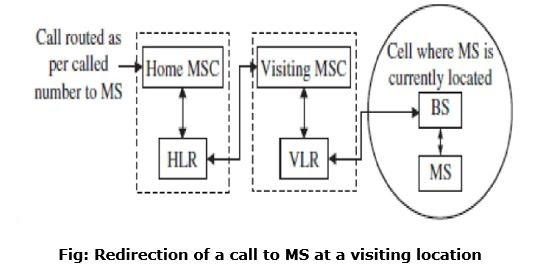 Call routed as
per called
number to MS
Home MSC
HLR
Visiting MSC
VLR
Cell where MS is
currently located
BS
MS
Fig: Redirection of a call to MS at a visiting location